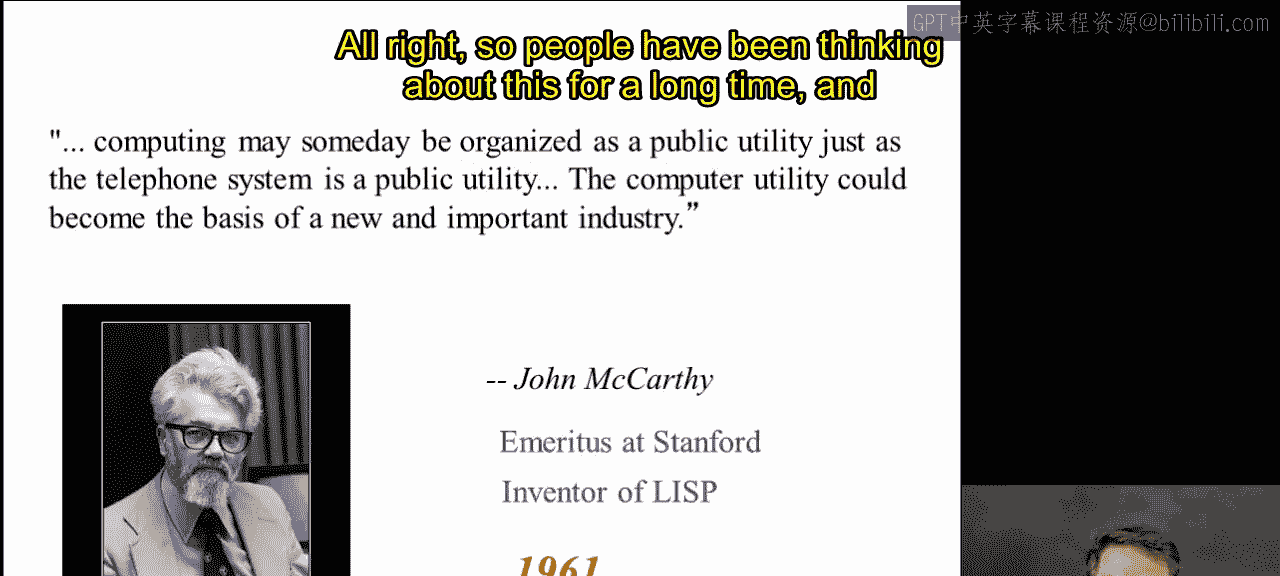 GPT中英字幕课程资源@bilibili.com
All right, so people have been thinking
about this for a long time, and
"... computing may someday be organized as a public utility just as
the telephone system is a public utility... The computer utility could
become the basis of a new and important industry.”
-- John McCarthy
Emeritus at Stanford
Inventor of LISP
1961